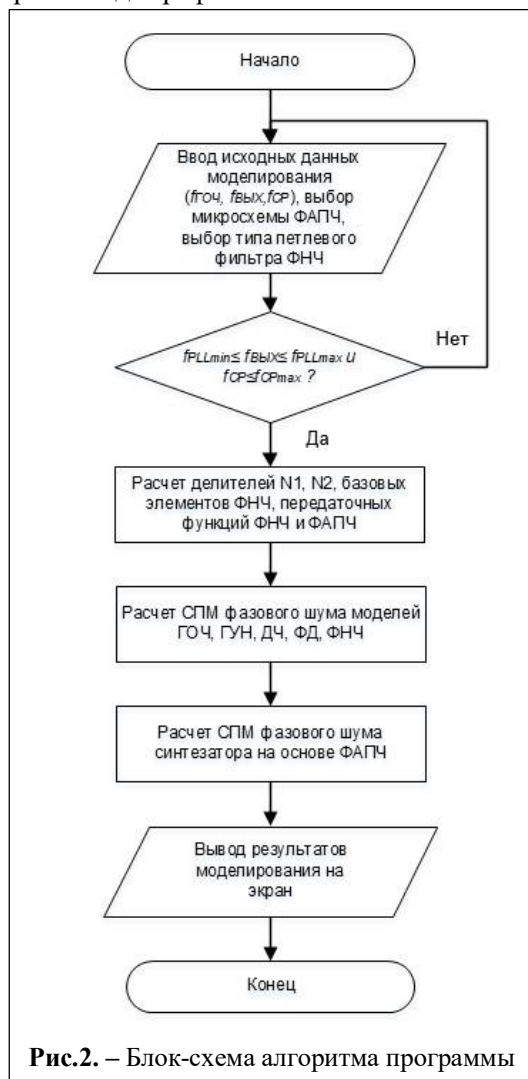 Начало
Ввод исходных данных
моделирования
(fГОЧ, fВЫХ,fСР), выбор
микросхемы ФАПЧ,
выбор типа петлевого
фильтра ФНЧ
Нет
fPLLmin≤ fВЫХ≤ fPLLmax и
fСР≤fСРmax ?
Да
Расчет делителей N1, N2, базовых
элементов ФНЧ, передаточных
функций ФНЧ и ФАПЧ
Расчет СПМ фазового шума моделей
ГОЧ, ГУН, ДЧ, ФД, ФНЧ
Расчет СПМ фазового шума
синтезатора на основе ФАПЧ
Вывод результатов
моделирования на
экран
Конец
Рис.2. – Блок-схема алгоритма программы